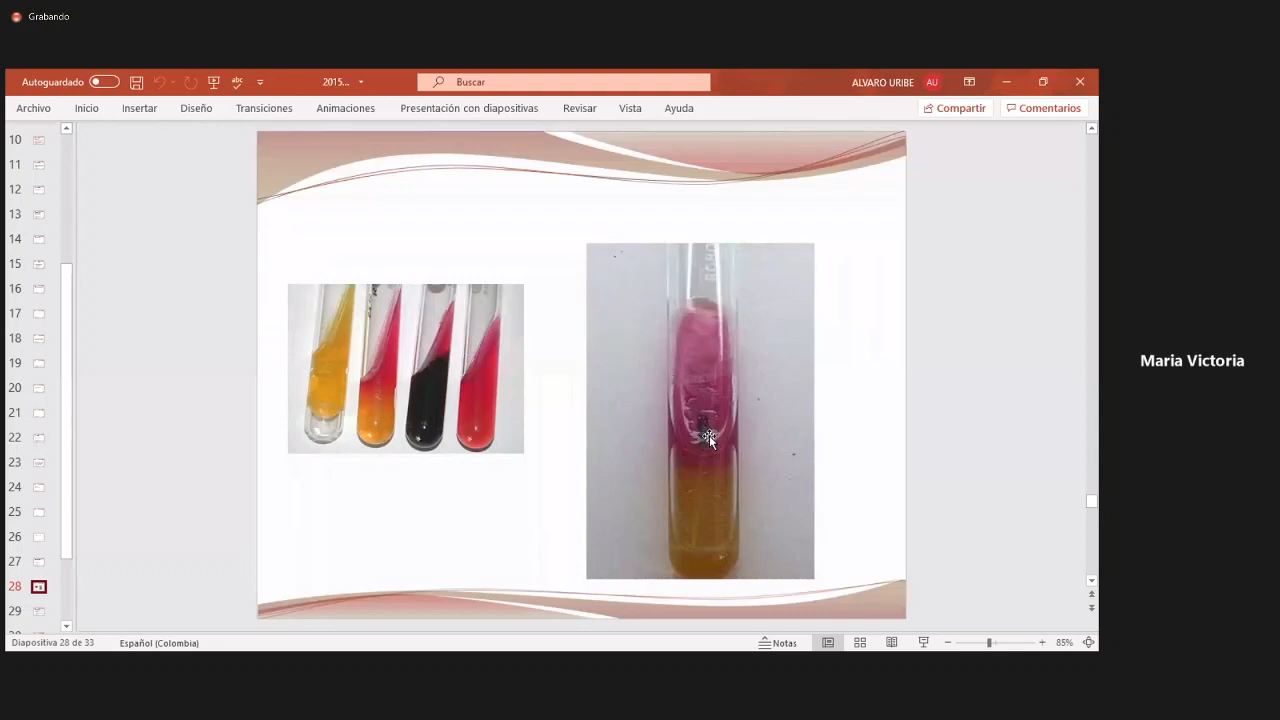 Grabando
Autoguardado
abc
2015...
Buscar
ALVARO URIBE
AU
Archivo Inicio Insertar Diseño Transiciones Animaciones Presentación con diapositivas Revisar Vista Ayuda
Compartir
Comentarios
10
11
12
13
14
15
16
17
18
19
20
21
22
23
24
25
26
27
28
29
Maria Victoria
Diapositiva 28 de 33
Español (Colombia)
Notas
85%